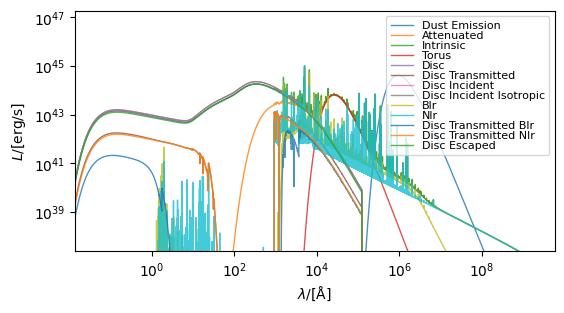 10^47
10^45
10^43
10^41
10^39
L/[erg/s]
10^0
10^2
10^4
10^6
10^8
λ/[Å]
Dust Emission
Attenuated
Intrinsic
Torus
Disc
Disc Transmitted
Disc Incident
Disc Incident Isotropic
Blr
Nlr
Disc Transmitted Blr
Disc Transmitted Nlr
Disc Escaped